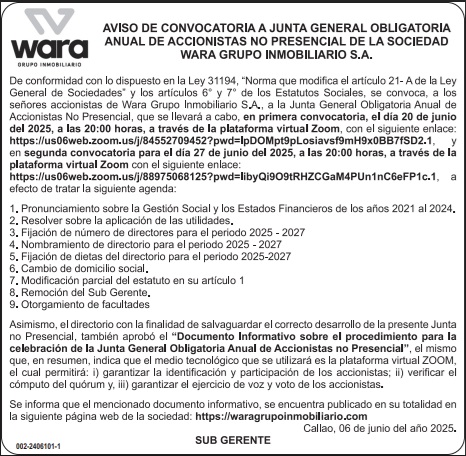 wara
GRUPO INMOBILIARIO
AVISO DE CONVOCATORIA A JUNTA GENERAL OBLIGATORIA
ANUAL DE ACCIONISTAS NO PRESENCIAL DE LA SOCIEDAD
WARA GRUPO INMOBILIARIO S.A.
De conformidad con lo dispuesto en la Ley 31194, “Norma que modifica el artículo 21- A de la Ley
General de Sociedades” y los artículos 6° y 7° de los Estatutos Sociales, se convoca, a los
señores accionistas de Wara Grupo Inmobiliario S.A., a la Junta General Obligatoria Anual de
Accionistas No Presencial, que se llevará a cabo, en primera convocatoria, el día 20 de junio
del 2025, a las 20:00 horas, a través de la plataforma virtual Zoom, con el siguiente enlace:
https://us06web.zoom.us/j/84552709452?pwd=IpDOMpt9pLosiavsf9mH9x0BB7fSD2.1, y
en segunda convocatoria para el día 27 de junio del 2025, a las 20:00 horas, a través de la
plataforma virtual Zoom con el siguiente enlace:
https://us06web.zoom.us/j/88975068125?pwd=IibyQi9O9tRHZCGaM4PUn1nC6eFP1c.1, a
efecto de tratar la siguiente agenda:
1. Pronunciamiento sobre la Gestión Social y los Estados Financieros de los años 2021 al 2024.
2. Resolver sobre la aplicación de las utilidades.
3. Fijación de número de directores para el periodo 2025 - 2027
4. Nombramiento de directorio para el periodo 2025 - 2027
5. Fijación de dietas del directorio para el periodo 2025-2027
6. Cambio de domicilio social.
7. Modificación parcial del estatuto en su artículo 1
8. Remoción del Sub Gerente.
9. Otorgamiento de facultades
Asimismo, el directorio con la finalidad de salvaguardar el correcto desarrollo de la presente Junta
no Presencial, también aprobó el “Documento Informativo sobre el procedimiento para la
celebración de la Junta General Obligatoria Anual de Accionistas no Presencial”, el mismo
que, en resumen, indica que el medio tecnológico que se utilizará es la plataforma virtual ZOOM,
el cual permitirá: i) garantizar la identificación y participación de los accionistas; ii) verificar el
cómputo del quórum y, iii) garantizar el ejercicio de voz y voto de los accionistas.
Se informa que el mencionado documento informativo, se encuentra publicado en su totalidad en
la siguiente página web de la sociedad: https://waragrupoinmobiliario.com
Callao, 06 de junio del año 2025.
SUB GERENTE
002-2406101-1